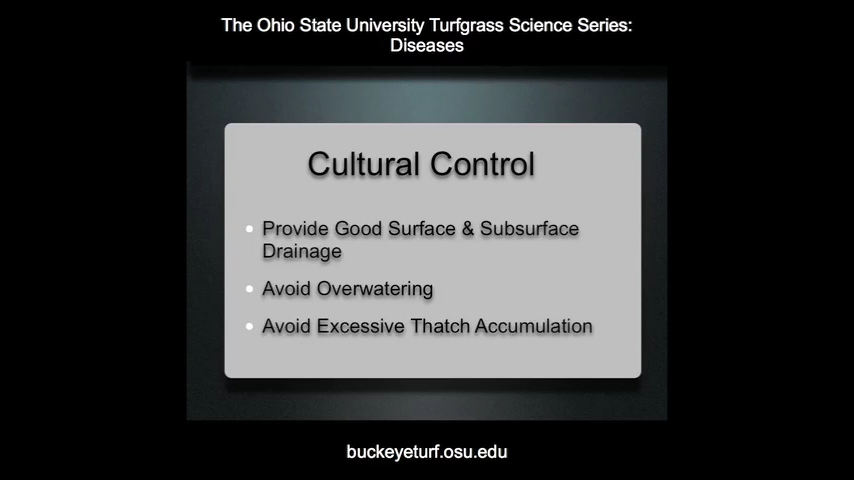 The Ohio State University Turfgrass Science Series:
Diseases
Cultural Control
• Provide Good Surface & Subsurface
Drainage
• Avoid Overwatering
• Avoid Excessive Thatch Accumulation
buckeyeturf.osu.edu